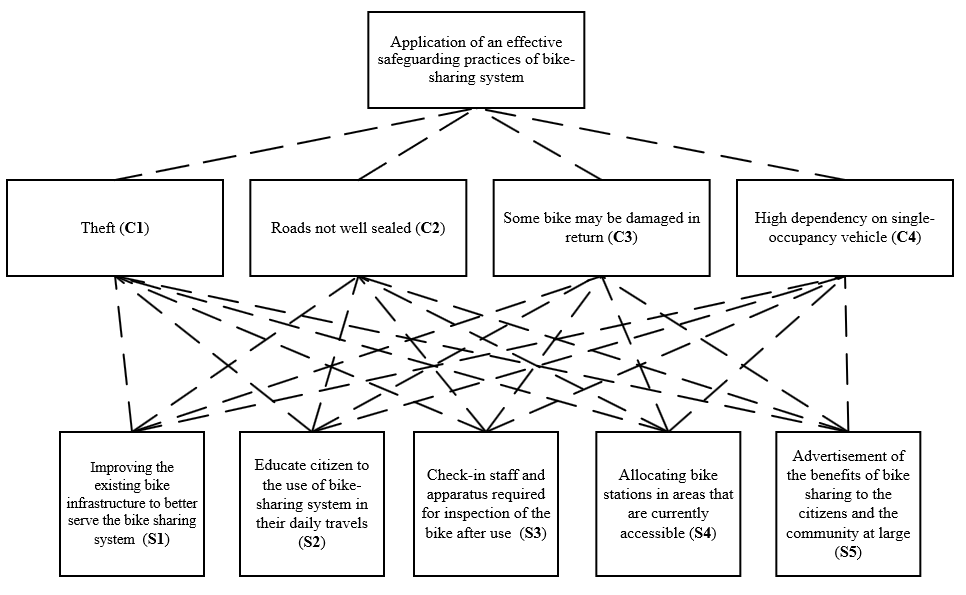 Application of an effective
safeguarding practices of bike-
sharing system
Theft (C1)
Roads not well sealed (C2)
Some bike may be damaged in
return (C3)
High dependency on single-
occupancy vehicle (C4)
Improving the
existing bike
infrastructure to better
serve the bike sharing
system (S1)
Educate citizen to
the use of bike-
sharing system in
their daily travels
(S2)
Check-in staff and
apparatus required
for inspection of the
bike after use (S3)
Allocating bike
stations in areas that
are currently
accessible (S4)
Advertisement of
the benefits of bike
sharing to the
citizens and the
community at large
(S5)